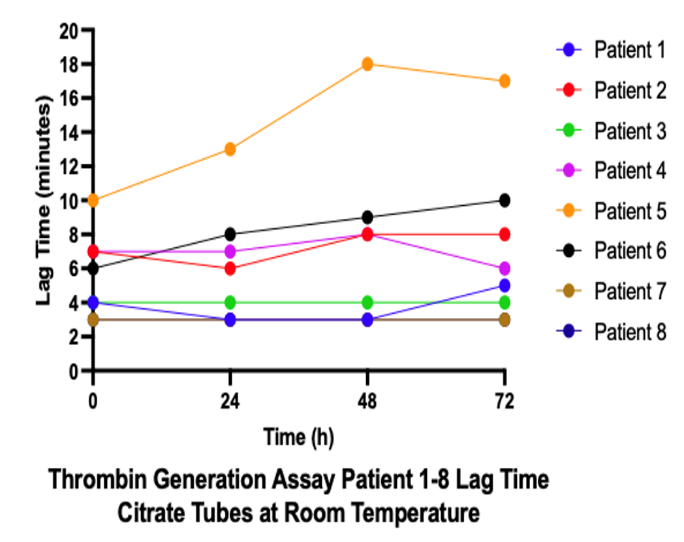 20
18
16
14
12
10
8
6
4
2
0
Lag Time (minutes)
0 24 48 72
Time (h)
Patient 1
Patient 2
Patient 3
Patient 4
Patient 5
Patient 6
Patient 7
Patient 8
Thrombin Generation Assay Patient 1-8 Lag Time
Citrate Tubes at Room Temperature